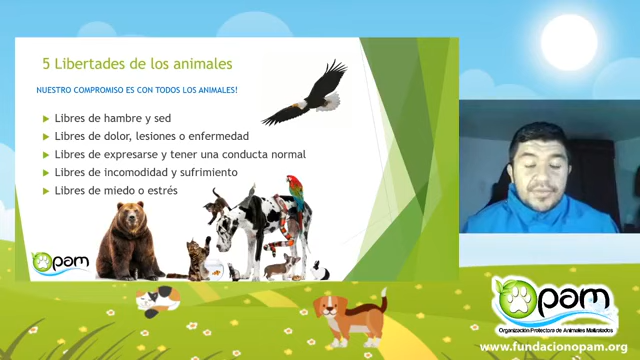 5 Libertades de los animales
NUESTRO COMPROMISO ES CON TODOS LOS ANIMALES!
Libres de hambre y sed
Libres de dolor, lesiones o enfermedad
Libres de expresarse y tener una conducta normal
Libres de incomodidad y sufrimiento
Libres de miedo o estrés
Opam
Opam
Organización Protectora de Animales Maltratados
www.fundacionopam.org